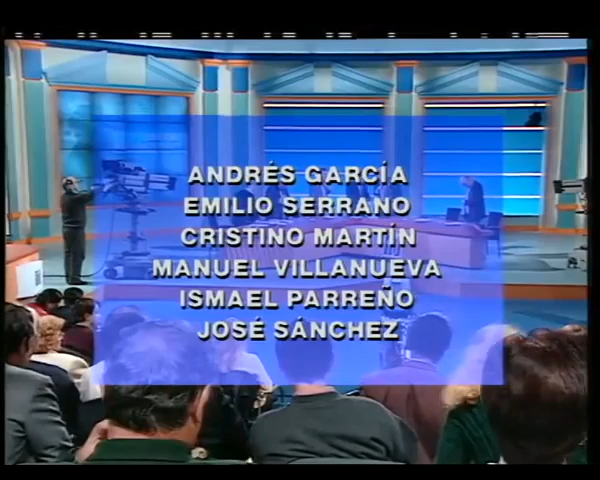 ANDRÉS GARCÍA
EMILIO SERRANO
CRISTINO MARTÍN
MANUEL VILLANUEVA
ISMAEL PARREÑO
JOSÉ SÁNCHEZ